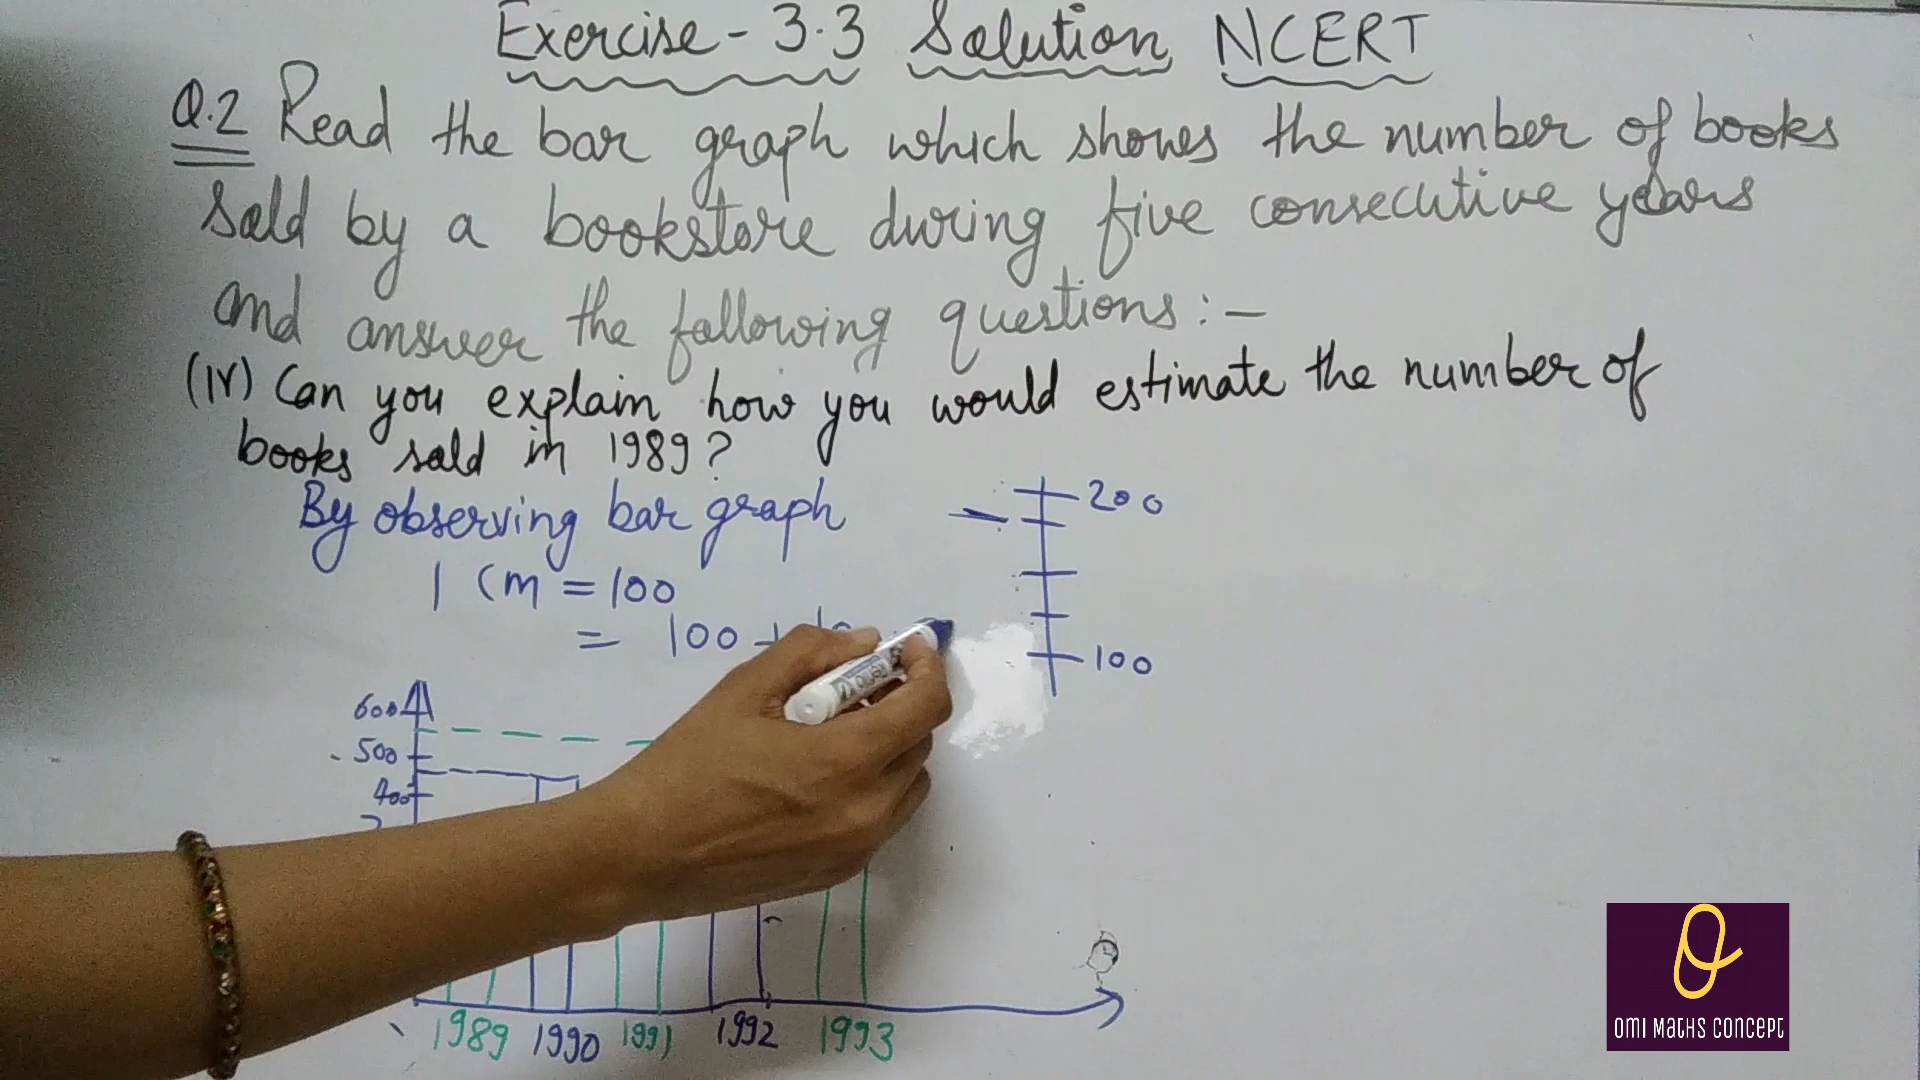 Exercise - 3.3 Solution NCERT
Q.2 Read the bar graph which shows the number of books
sold by a bookstore during five consecutive years
and answer the following questions :-
(iv) Can you explain how you would estimate the number of
books sold in 1989?
By observing bar graph
1 cm = 100
= 100 +
200
100
600
500
400
1989 1990 1991 1992 1993
OMI MATHS CONCEPT